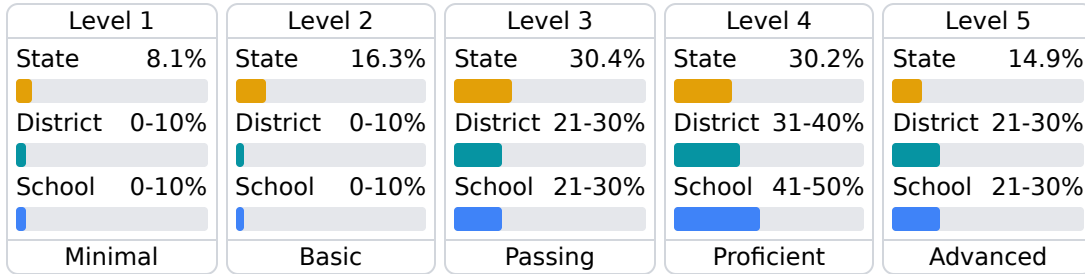 Level 1
State 8.1%
District 0-10%
School 0-10%
Minimal
Level 2
State 16.3%
District 0-10%
School 0-10%
Basic
Level 3
State 30.4%
District 21-30%
School 21-30%
Passing
Level 4
State 30.2%
District 31-40%
School 41-50%
Proficient
Level 5
State 14.9%
District 21-30%
School 21-30%
Advanced